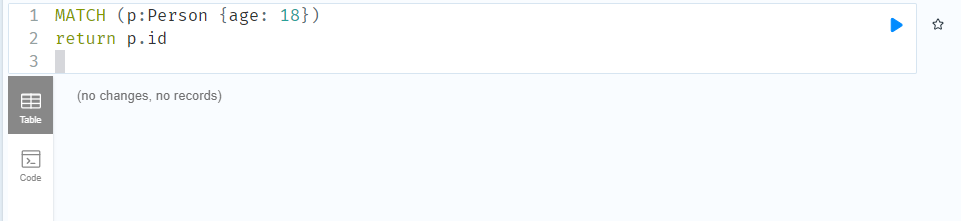 1 MATCH (p:Person {age: 18})
2 return p.id
3
(no changes, no records)
Table
Code